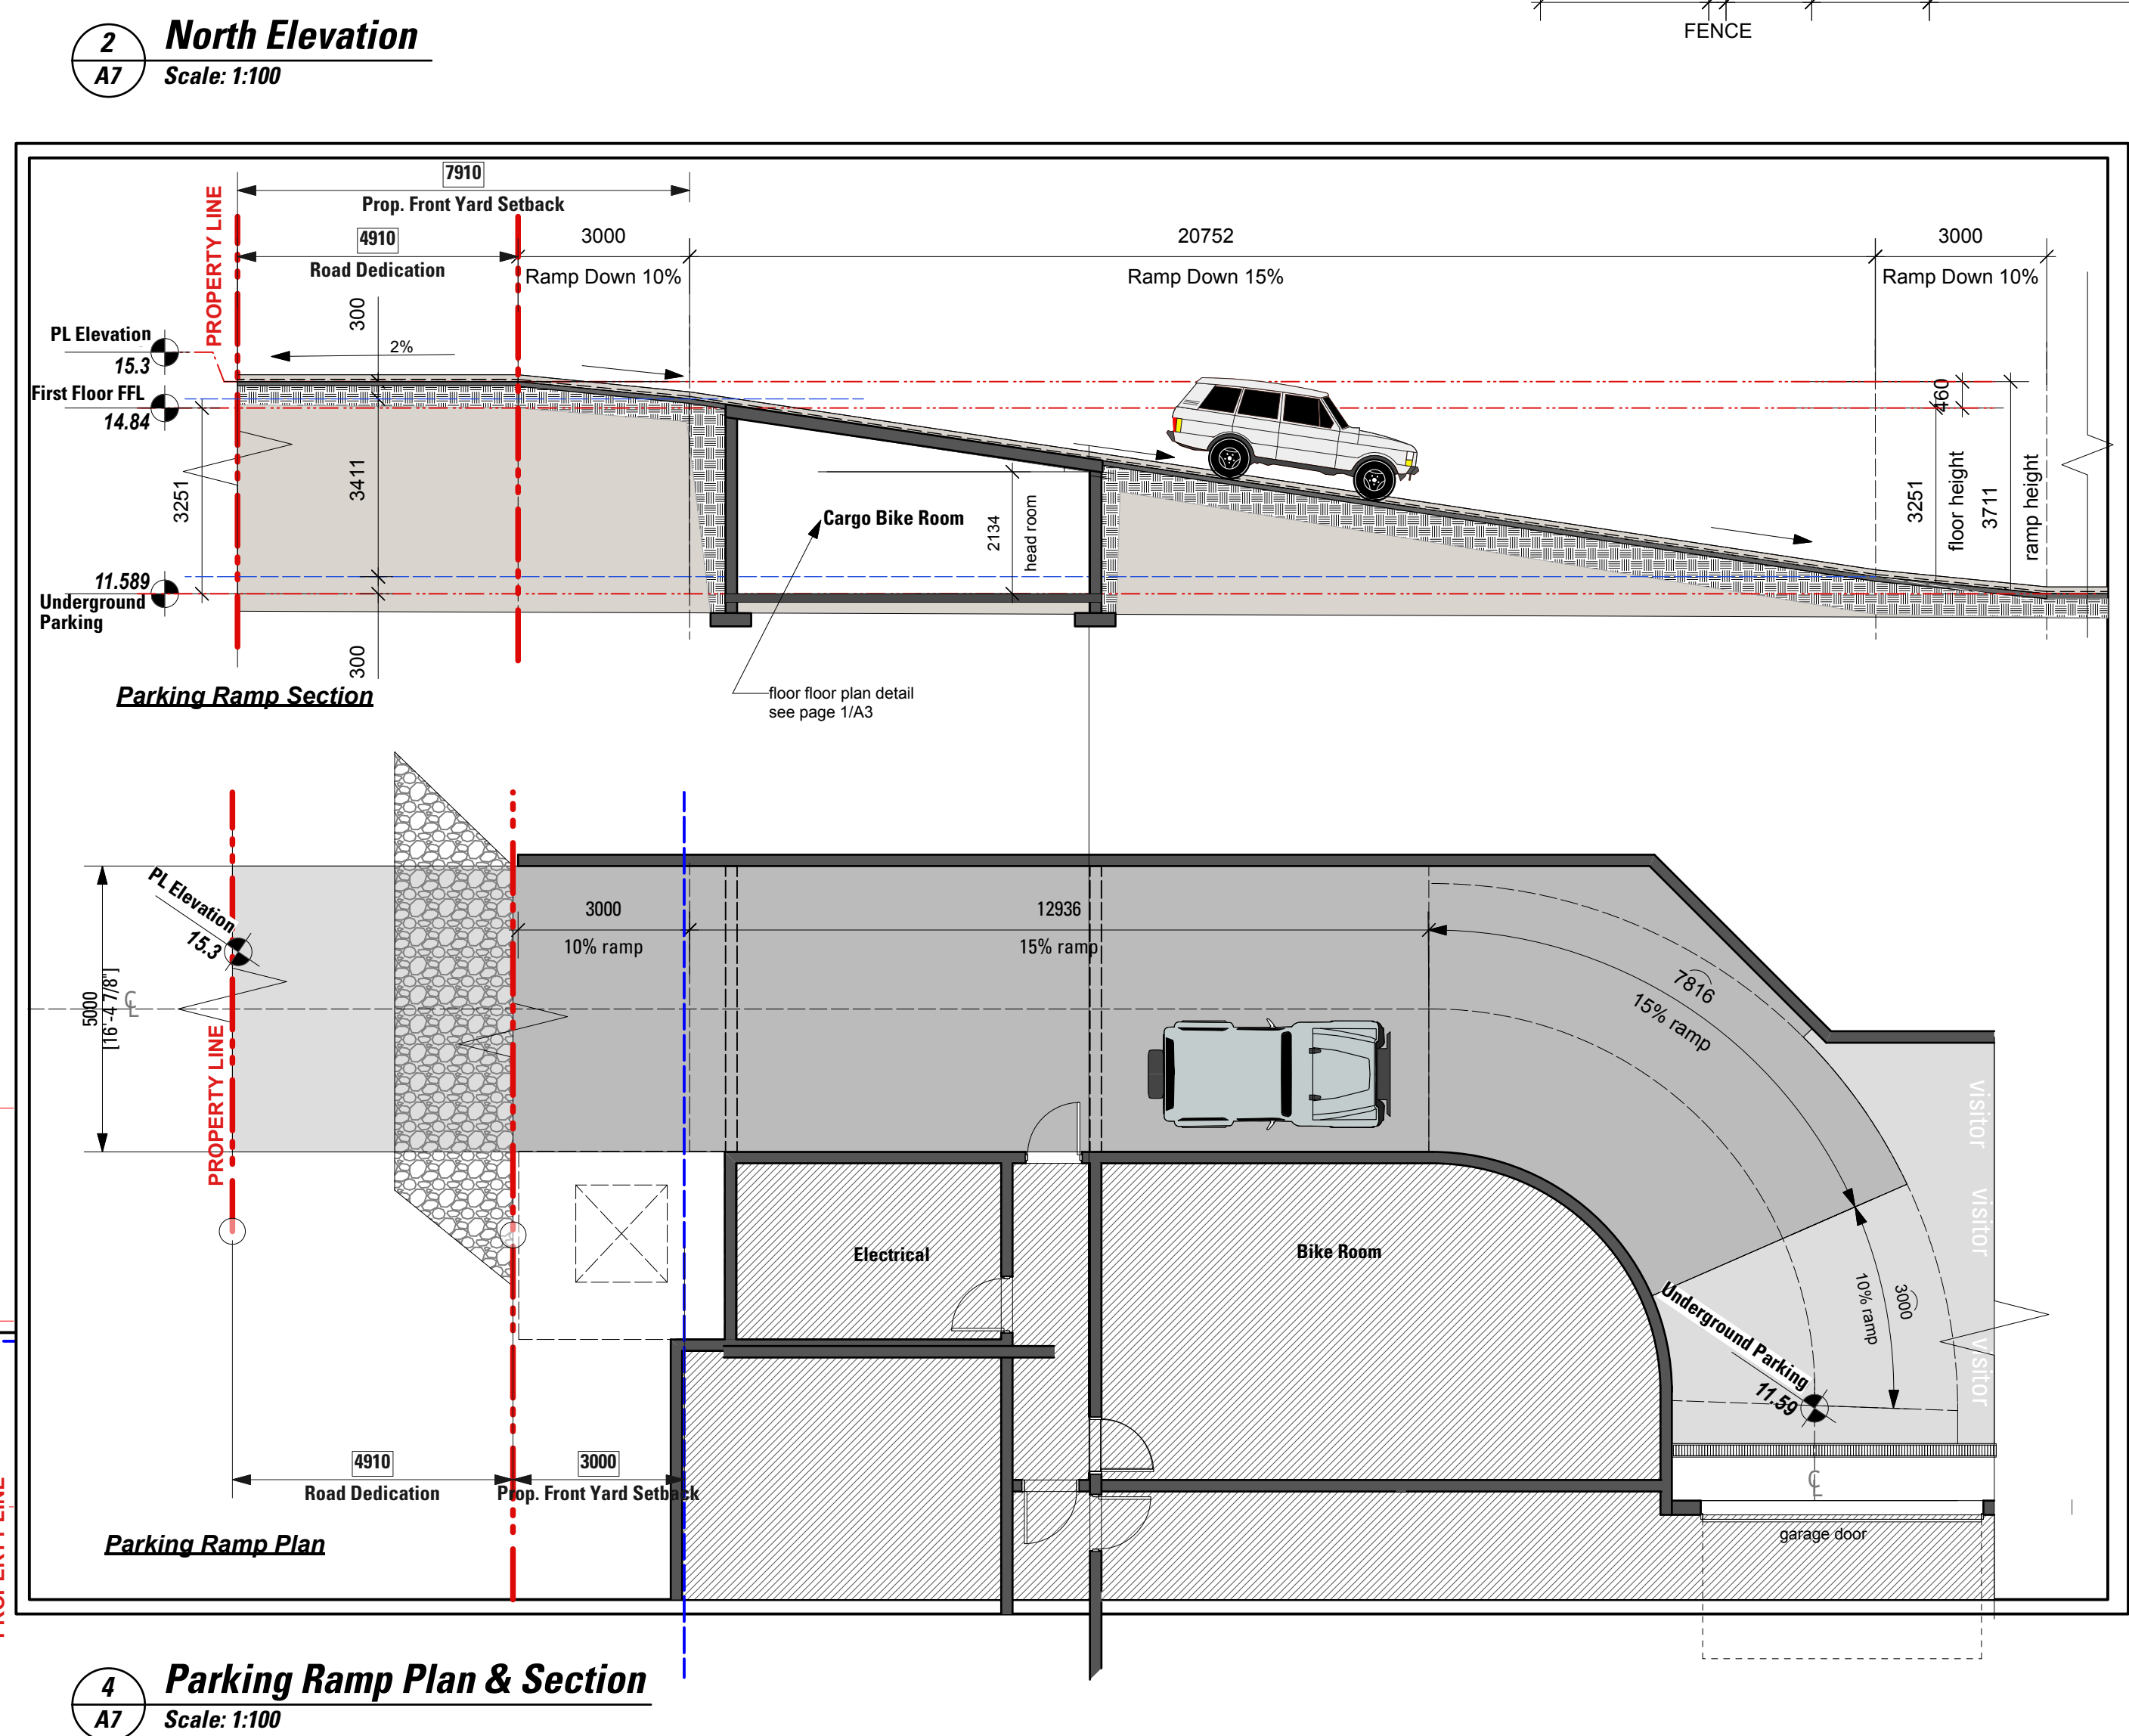 2
A7
North Elevation
Scale: 1:100
FENCE
7910
Prop. Front Yard Setback
PROPERTY LINE
4910
Road Dedication
3000
Ramp Down 10%
20752
Ramp Down 15%
3000
Ramp Down 10%
300
2%
PL Elevation
15.3
First Floor FFL
14.84
3251
3411
300
11.589
Underground
Parking
Cargo Bike Room
2134
head room
460
3251
floor height
3711
ramp height
floor floor plan detail
see page 1/A3
Parking Ramp Section
PL Elevation
15.3
5000
[16'-4 7/8"]
CL
PROPERTY LINE
3000
10% ramp
12936
15% ramp
7816
15% ramp
visitor
visitor
visitor
Electrical
Bike Room
3000
10% ramp
Underground Parking
11.59
CL
garage door
4910
Road Dedication
3000
Prop. Front Yard Setback
Parking Ramp Plan
PROPERTY LINE
4
A7
Parking Ramp Plan & Section
Scale: 1:100